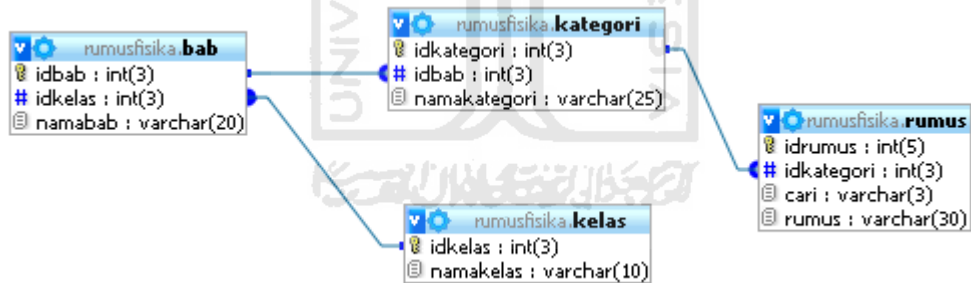 rumusfisika.bab
idbab : int(3)
idkelas : int(3)
namabab : varchar(20)
rumusfisika.kategori
idkategori : int(3)
idbab : int(3)
namakategori : varchar(25)
rumusfisika.kelas
idkelas : int(3)
namakelas : varchar(10)
rumusfisika.rumus
idrumus : int(5)
idkategori : int(3)
cari : varchar(3)
rumus : varchar(30)
UNIV
SIA